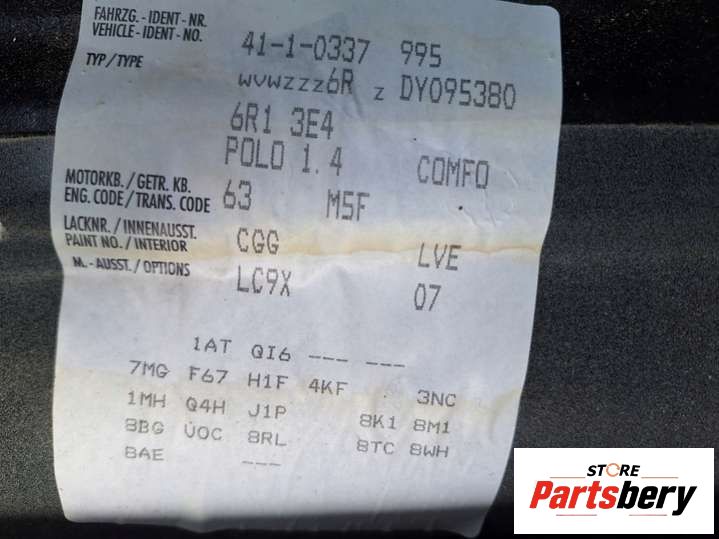 FAHRZG. - IDENT - NR.
VEHICLE - IDENT - NO.
41-1-0337 995
WVWZZZ6R Z DY095380
TYP / TYPE
6R1 3E4
POLO 1.4 COMFO
63 M5F
MOTORKB. / GETR. KB.
ENG. CODE / TRANS. CODE
CGG LVE
LACKNR. / INNENAUSST.
PAINT NO. / INTERIOR
LC9X 07
M. - AUSST. / OPTIONS
1AT QI6 --- ---
7MG F67 H1F 4KF 3NC
1MH Q4H J1P 8K1 8M1
8BG U0C 8RL 8TC 8WH
8AE ---
STORE
Partsbery